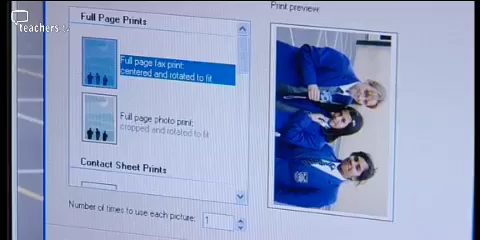 teachers tv
Full Page Prints
Print preview
Full page fax print:
centered and rotated to fit
Full page photo print:
cropped and rotated to fit
Contact Sheet Prints
Number of times to use each picture:
1